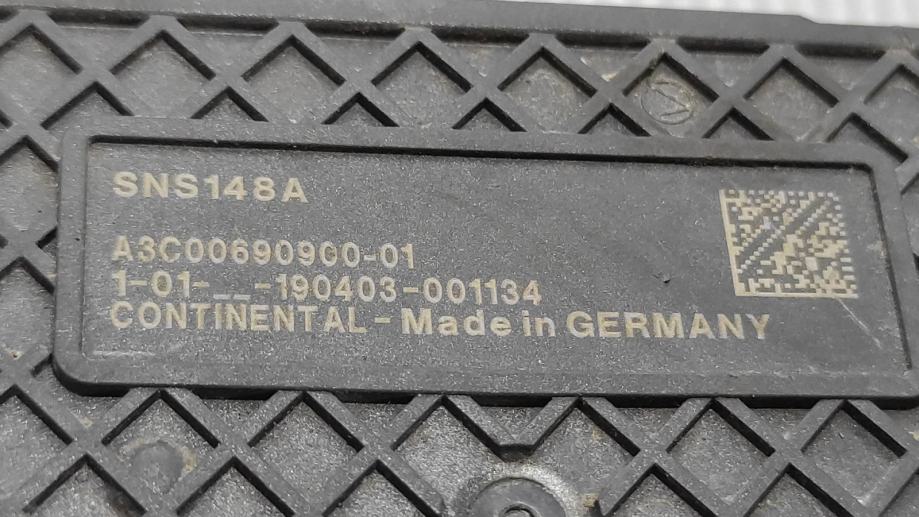 SNS148A
A3C00690900-01
1-01-__-190403-001134
CONTINENTAL - Made in GERMANY